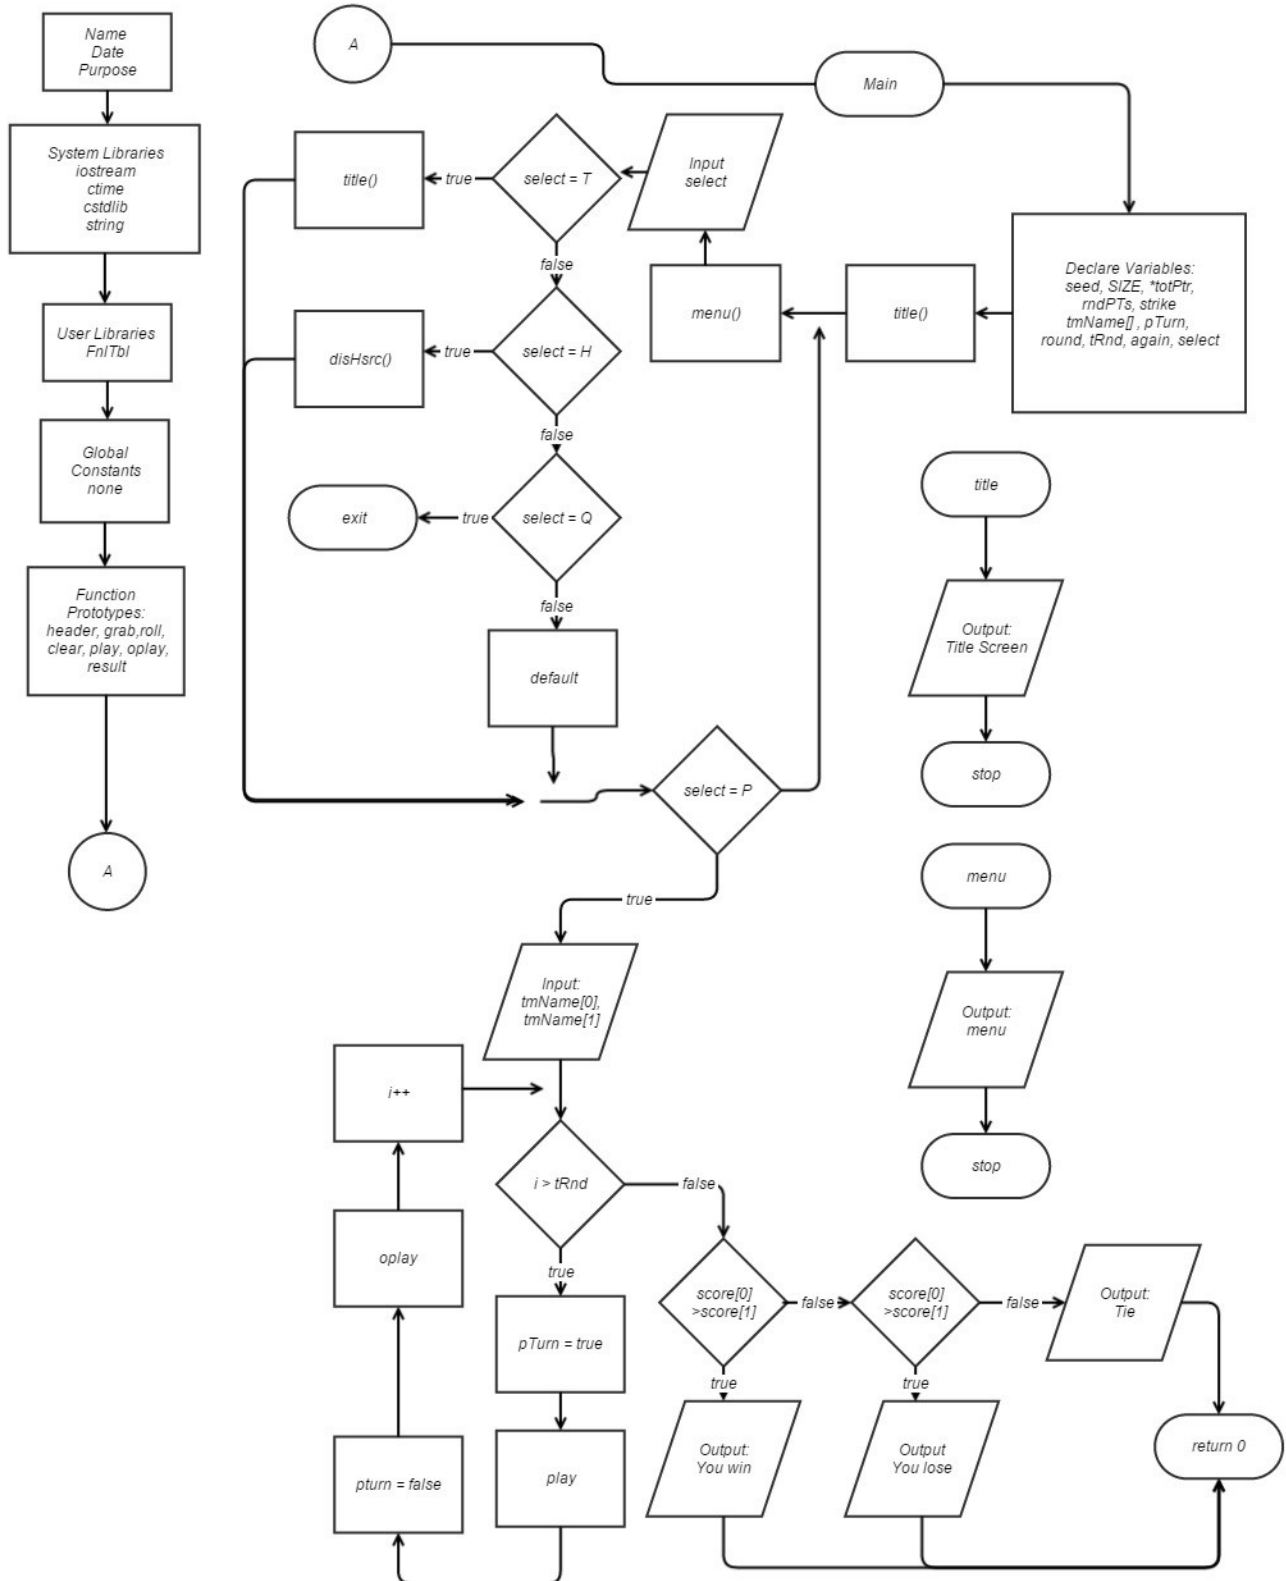 Name
Date
Purpose
System Libraries
iostream
ctime
cstdlib
string
User Libraries
FnlTbl
Global
Constants
none
Function
Prototypes:
header, grab,roll,
clear, play, oplay,
result
A
A
Main
Declare Variables:
seed, SIZE, *totPtr,
rndPTs, strike
tmName[] , pTurn,
round, tRnd, again, select
title()
menu()
Input
select
select = T
true
title()
false
select = H
true
disHsrc()
false
select = Q
true
exit
false
default
select = P
true
Input:
tmName[0],
tmName[1]
i++
i > tRnd
false
true
oplay
pTurn = true
pturn = false
play
score[0]
>score[1]
false
score[0]
>score[1]
false
Output:
Tie
true
true
Output:
You win
Output
You lose
return 0
title
Output:
Title Screen
stop
menu
Output:
menu
stop